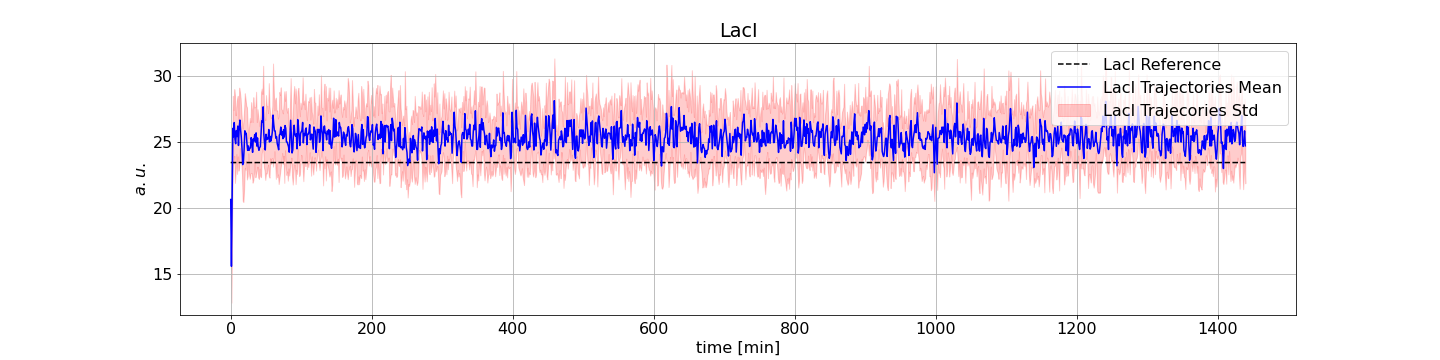 LacI
30
25
20
15
a. u.
LacI Reference
LacI Trajectories Mean
LacI Trajecories Std
0 200 400 600 800 1000 1200 1400
time [min]